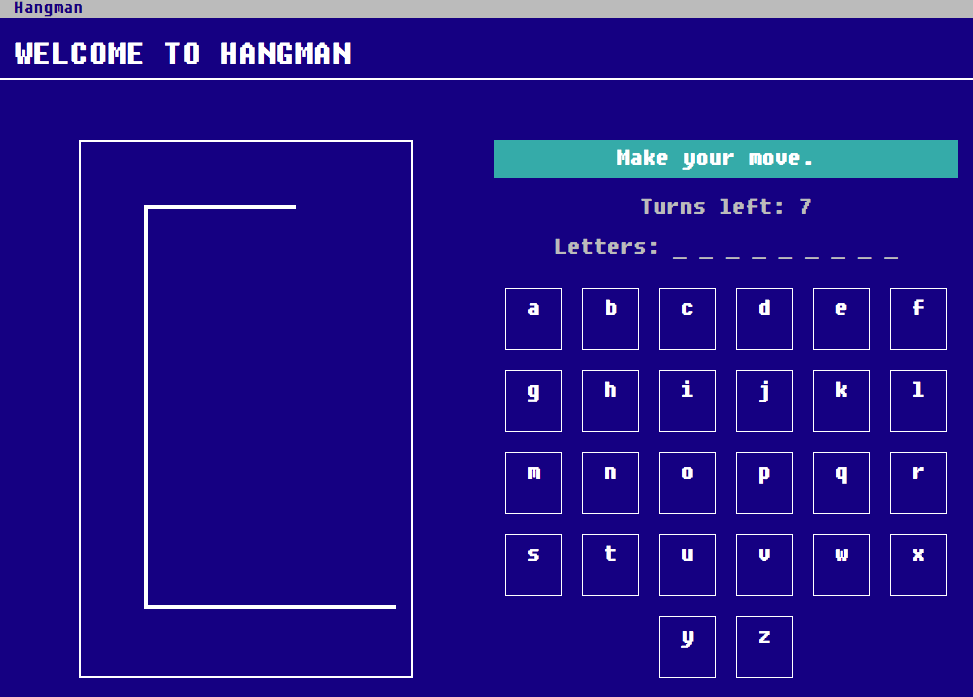 Hangman
WELCOME TO HANGMAN
Make your move.
Turns left: 7
Letters: _ _ _ _ _ _ _ _ _
a b c d e f
g h i j k l
m n o p q r
s t u v w x
y z